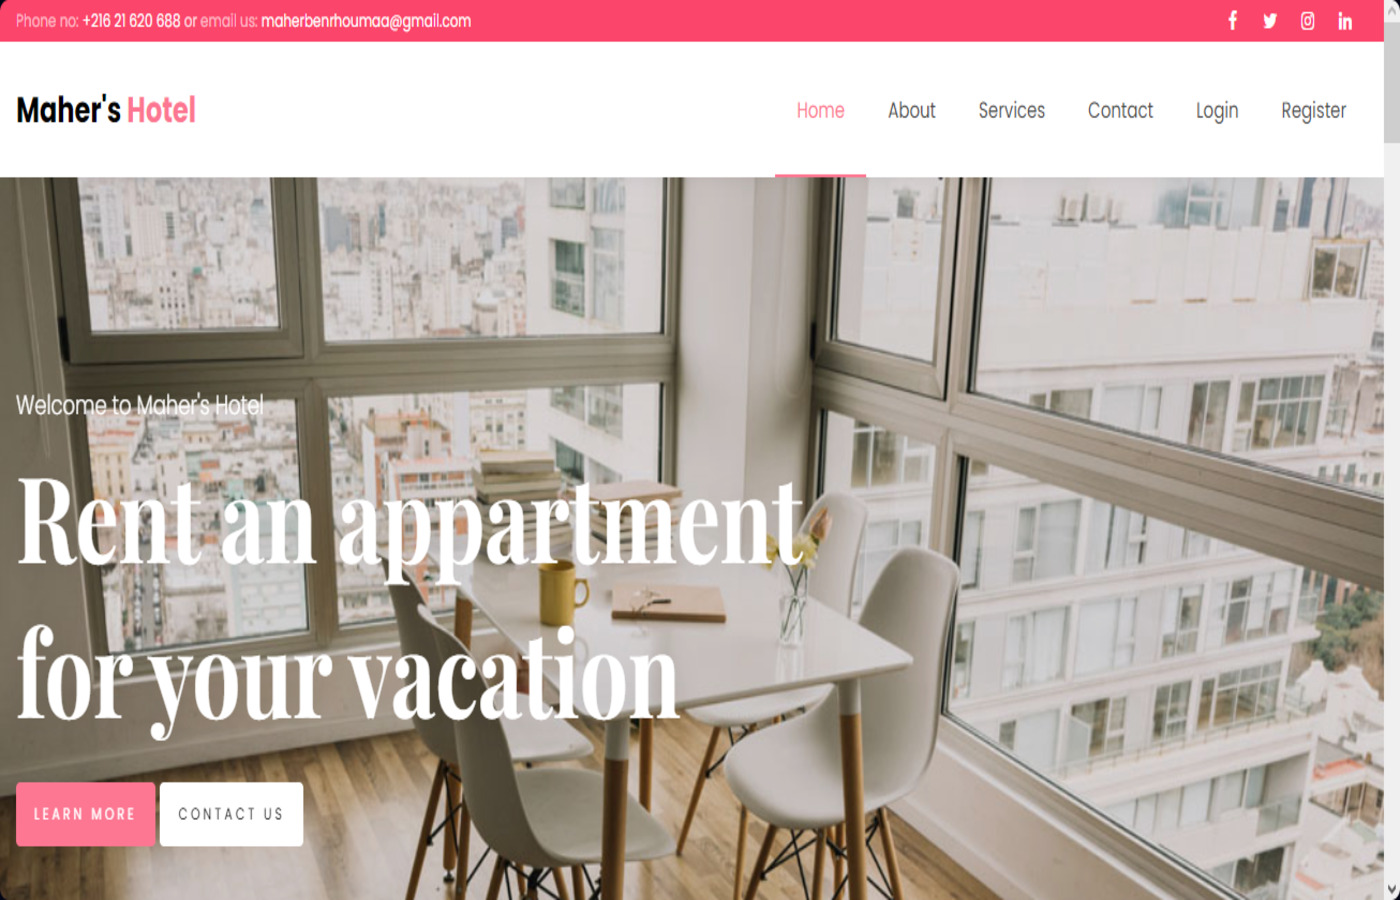 Phone no: +216 21 620 688 or email us: maherbenrhoumaa@gmail.com
Maher's Hotel
Home About Services Contact Login Register
Welcome to Maher's Hotel
Rent an appartment
for your vacation
LEARN MORE CONTACT US